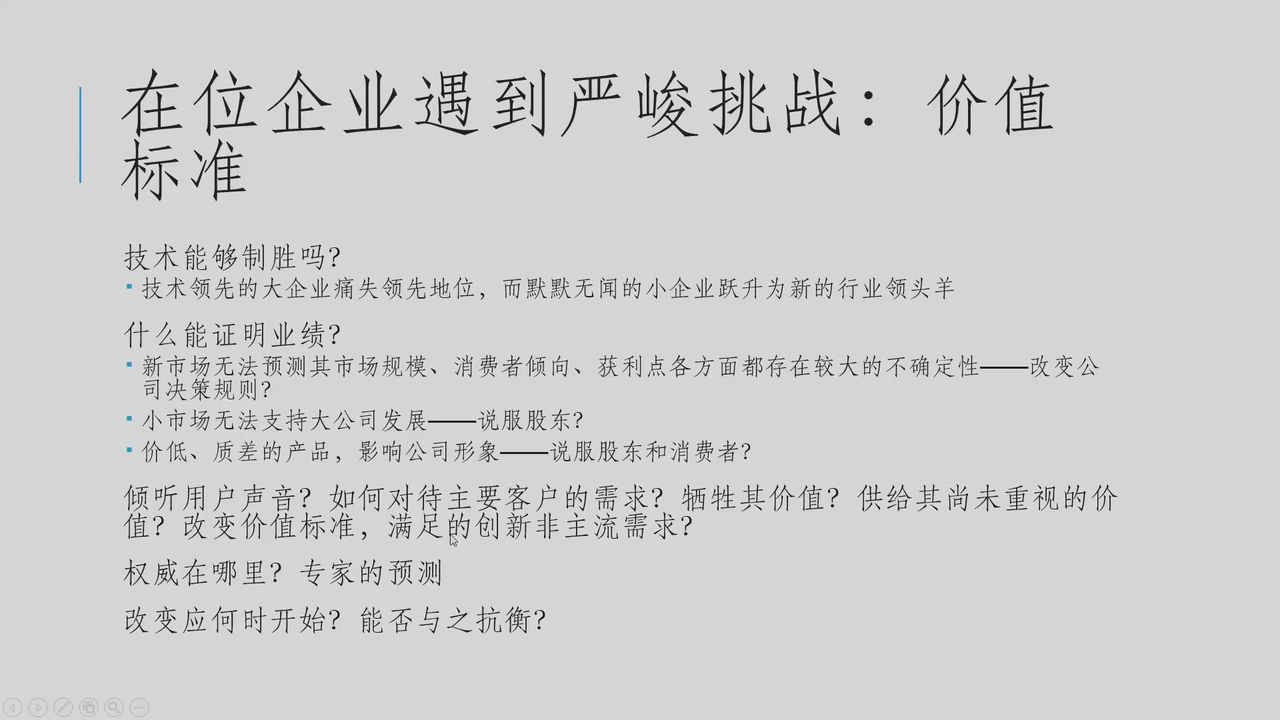 在位企业遇到严峻挑战：价值
标准
技术能够制胜吗？
技术领先的大企业痛失领先地位，而默默无闻的小企业跃升为新的行业领头羊
什么能证明业绩？
新市场无法预测其市场规模、消费者倾向、获利点各方面都存在较大的不确定性——改变公
司决策规则？
小市场无法支持大公司发展——说服股东？
价低、质差的产品，影响公司形象——说服股东和消费者？
倾听用户声音？如何对待主要客户的需求？牺牲其价值？供给其尚未重视的价
值？改变价值标准，满足的创新非主流需求？
权威在哪里？专家的预测
改变应何时开始？能否与之抗衡？